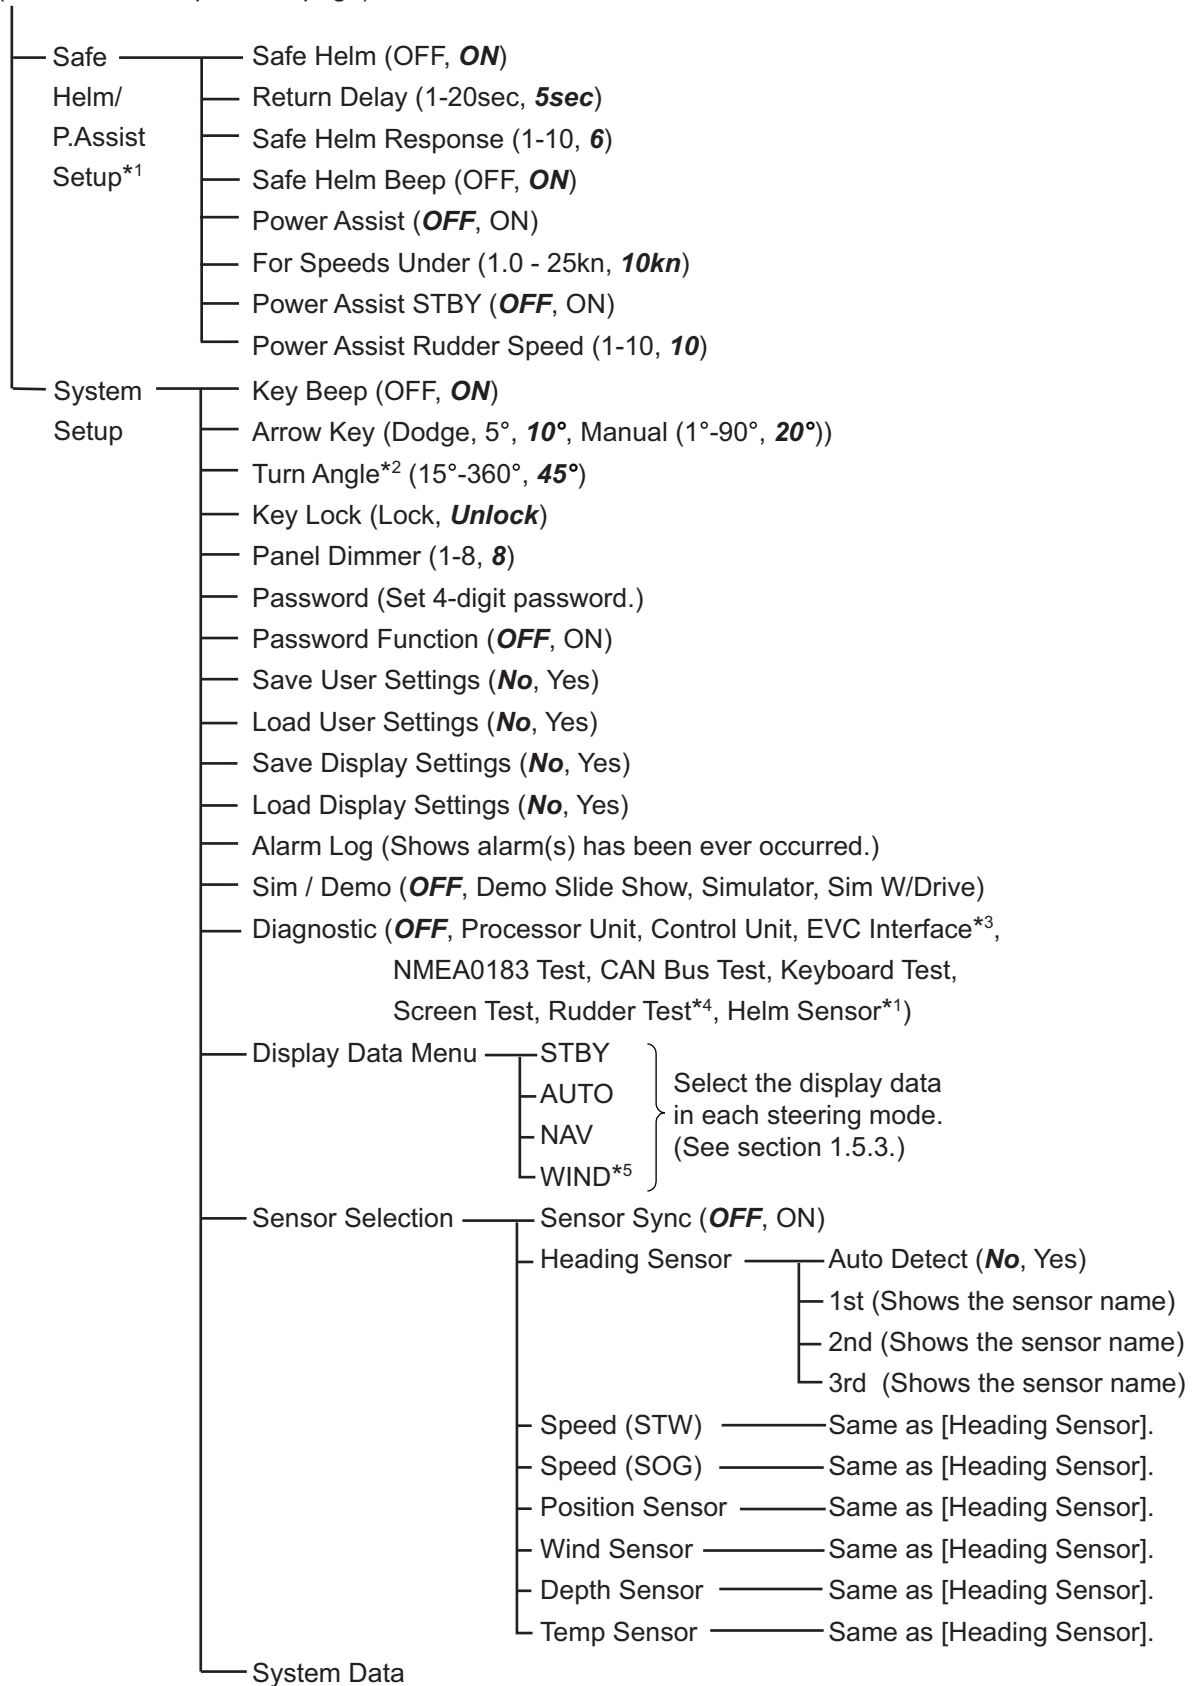 Safe
Helm/
P.Assist
Setup*1
Safe Helm (OFF, ON)
Return Delay (1-20sec, 5sec)
Safe Helm Response (1-10, 6)
Safe Helm Beep (OFF, ON)
Power Assist (OFF, ON)
For Speeds Under (1.0 - 25kn, 10kn)
Power Assist STBY (OFF, ON)
Power Assist Rudder Speed (1-10, 10)
System
Setup
Key Beep (OFF, ON)
Arrow Key (Dodge, 5°, 10°, Manual (1°-90°, 20°))
Turn Angle*2 (15°-360°, 45°)
Key Lock (Lock, Unlock)
Panel Dimmer (1-8, 8)
Password (Set 4-digit password.)
Password Function (OFF, ON)
Save User Settings (No, Yes)
Load User Settings (No, Yes)
Save Display Settings (No, Yes)
Load Display Settings (No, Yes)
Alarm Log (Shows alarm(s) has been ever occurred.)
Sim / Demo (OFF, Demo Slide Show, Simulator, Sim W/Drive)
Diagnostic (OFF, Processor Unit, Control Unit, EVC Interface*3,
NMEA0183 Test, CAN Bus Test, Keyboard Test,
Screen Test, Rudder Test*4, Helm Sensor*1)
Display Data Menu
STBY
AUTO
NAV
WIND*5
Select the display data
in each steering mode.
(See section 1.5.3.)
Sensor Selection
Sensor Sync (OFF, ON)
Heading Sensor
Auto Detect (No, Yes)
1st (Shows the sensor name)
2nd (Shows the sensor name)
3rd (Shows the sensor name)
Speed (STW)
Same as [Heading Sensor].
Speed (SOG)
Same as [Heading Sensor].
Position Sensor
Same as [Heading Sensor].
Wind Sensor
Same as [Heading Sensor].
Depth Sensor
Same as [Heading Sensor].
Temp Sensor
Same as [Heading Sensor].
System Data